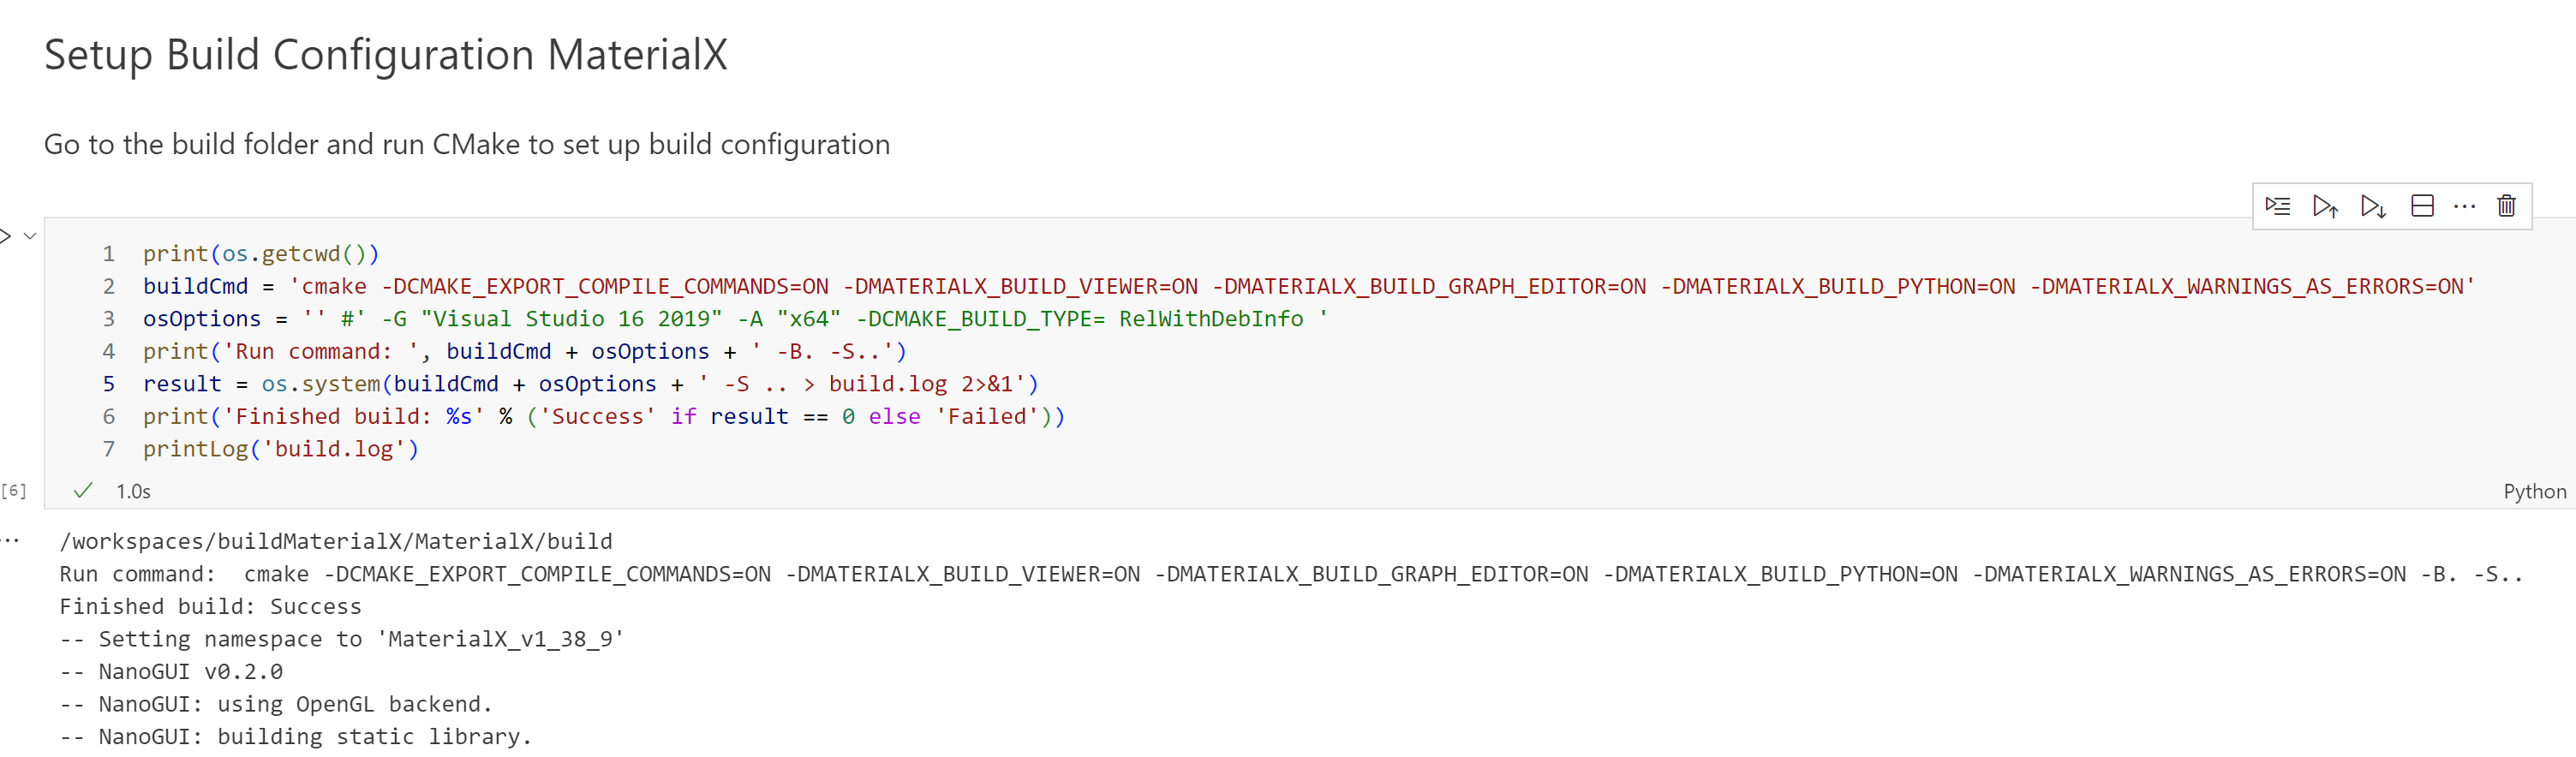 Setup Build Configuration MaterialX
Go to the build folder and run CMake to set up build configuration
1 print(os.getcwd())
2 buildCmd = 'cmake -DCMAKE_EXPORT_COMPILE_COMMANDS=ON -DMATERIALX_BUILD_VIEWER=ON -DMATERIALX_BUILD_GRAPH_EDITOR=ON -DMATERIALX_BUILD_PYTHON=ON -DMATERIALX_WARNINGS_AS_ERRORS=ON'
3 osOptions = '' #' -G "Visual Studio 16 2019" -A "x64" -DCMAKE_BUILD_TYPE= RelWithDebInfo '
4 print('Run command: ', buildCmd + osOptions + ' -B. -S..')
5 result = os.system(buildCmd + osOptions + ' -S .. > build.log 2>&1')
6 print('Finished build: %s' % ('Success' if result == 0 else 'Failed'))
7 printLog('build.log')
[6] 1.0s Python
/workspaces/buildMaterialX/MaterialX/build
Run command:  cmake -DCMAKE_EXPORT_COMPILE_COMMANDS=ON -DMATERIALX_BUILD_VIEWER=ON -DMATERIALX_BUILD_GRAPH_EDITOR=ON -DMATERIALX_BUILD_PYTHON=ON -DMATERIALX_WARNINGS_AS_ERRORS=ON -B. -S..
Finished build: Success
-- Setting namespace to 'MaterialX_v1_38_9'
-- NanoGUI v0.2.0
-- NanoGUI: using OpenGL backend.
-- NanoGUI: building static library.